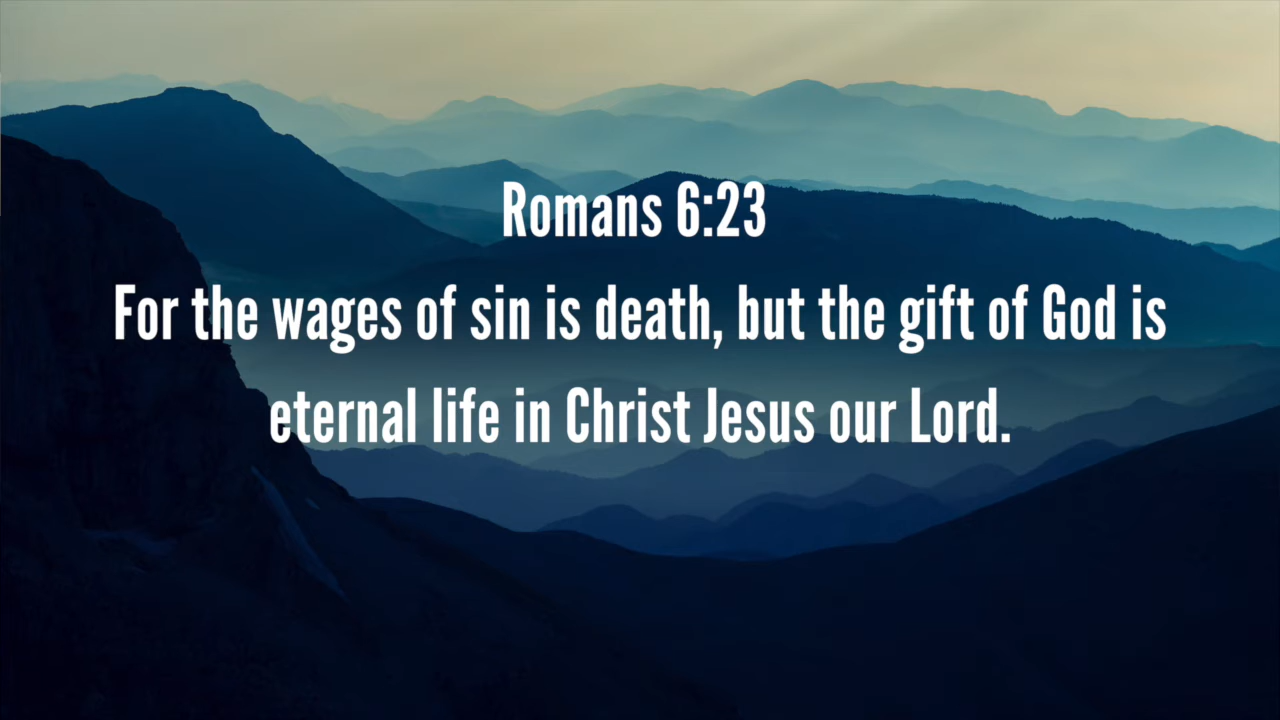 Romans 6:23
For the wages of sin is death, but the gift of God is
eternal life in Christ Jesus our Lord.